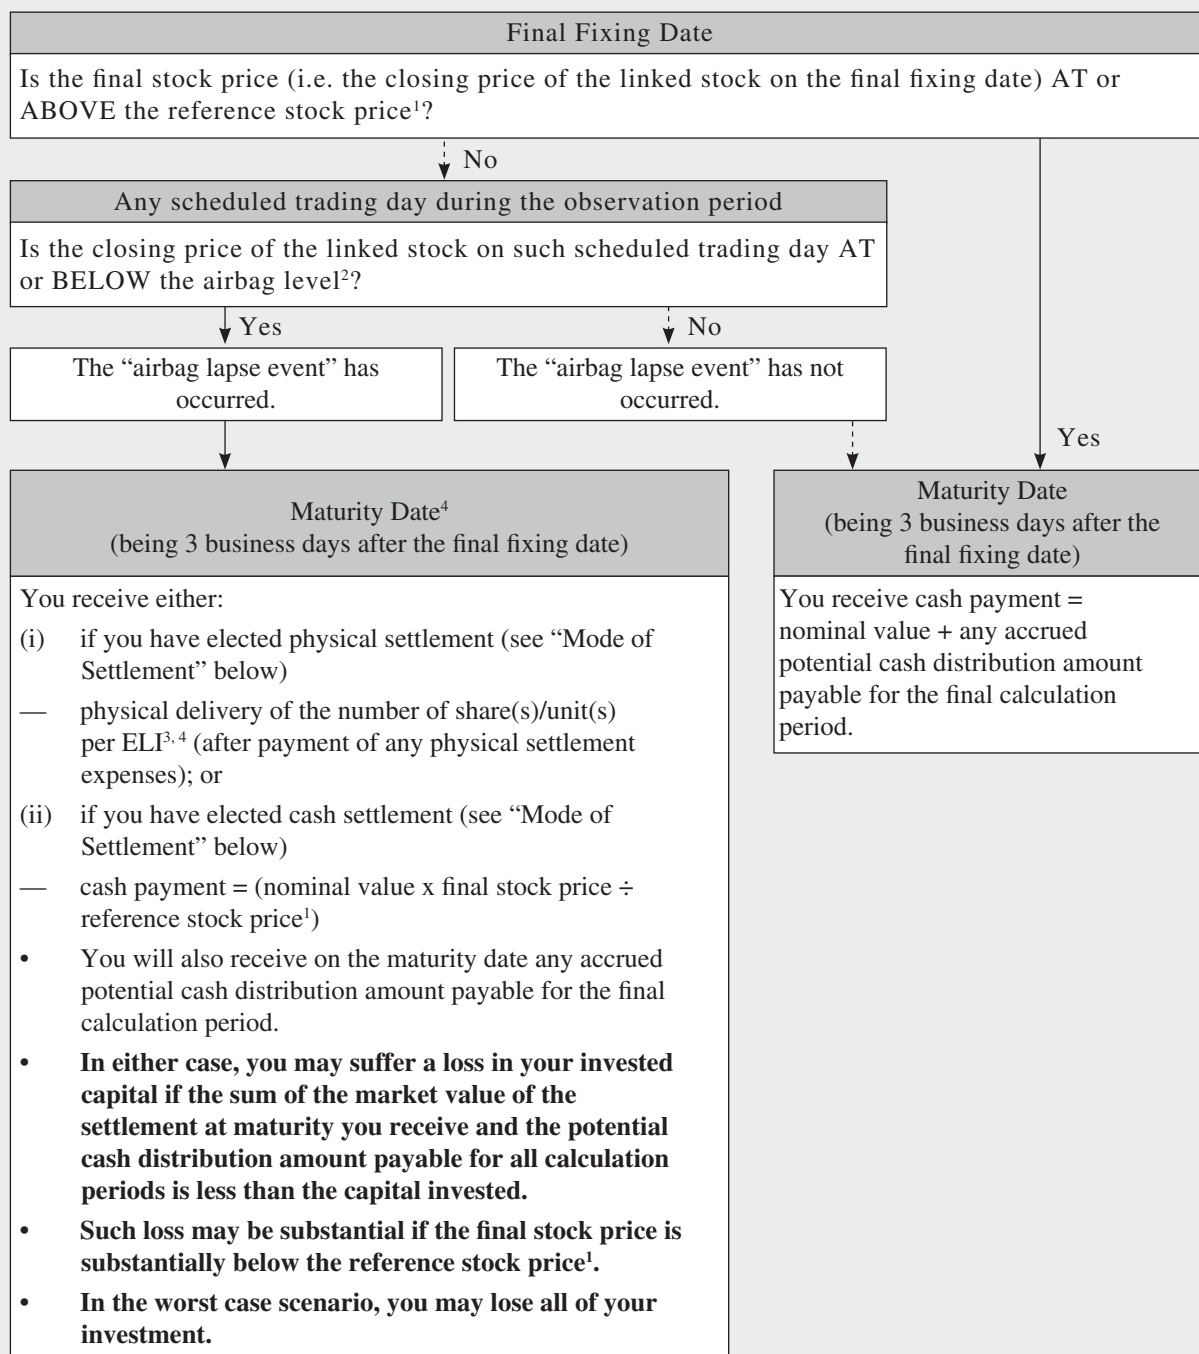 Final Fixing Date
Is the final stock price (i.e. the closing price of the linked stock on the final fixing date) AT or
ABOVE the reference stock price¹?
No
Any scheduled trading day during the observation period
Is the closing price of the linked stock on such scheduled trading day AT
or BELOW the airbag level²?
Yes
No
The “airbag lapse event” has
occurred.
The “airbag lapse event” has not
occurred.
Yes
Maturity Date⁴
(being 3 business days after the final fixing date)
You receive either:
(i) if you have elected physical settlement (see “Mode of
Settlement” below)
— physical delivery of the number of share(s)/unit(s)
per ELI³, ⁴ (after payment of any physical settlement
expenses); or
(ii) if you have elected cash settlement (see “Mode of
Settlement” below)
— cash payment = (nominal value x final stock price ÷
reference stock price¹)
• You will also receive on the maturity date any accrued
potential cash distribution amount payable for the final
calculation period.
• In either case, you may suffer a loss in your invested
capital if the sum of the market value of the
settlement at maturity you receive and the potential
cash distribution amount payable for all calculation
periods is less than the capital invested.
• Such loss may be substantial if the final stock price is
substantially below the reference stock price¹.
• In the worst case scenario, you may lose all of your
investment.
Maturity Date
(being 3 business days after the
final fixing date)
You receive cash payment =
nominal value + any accrued
potential cash distribution amount
payable for the final calculation
period.